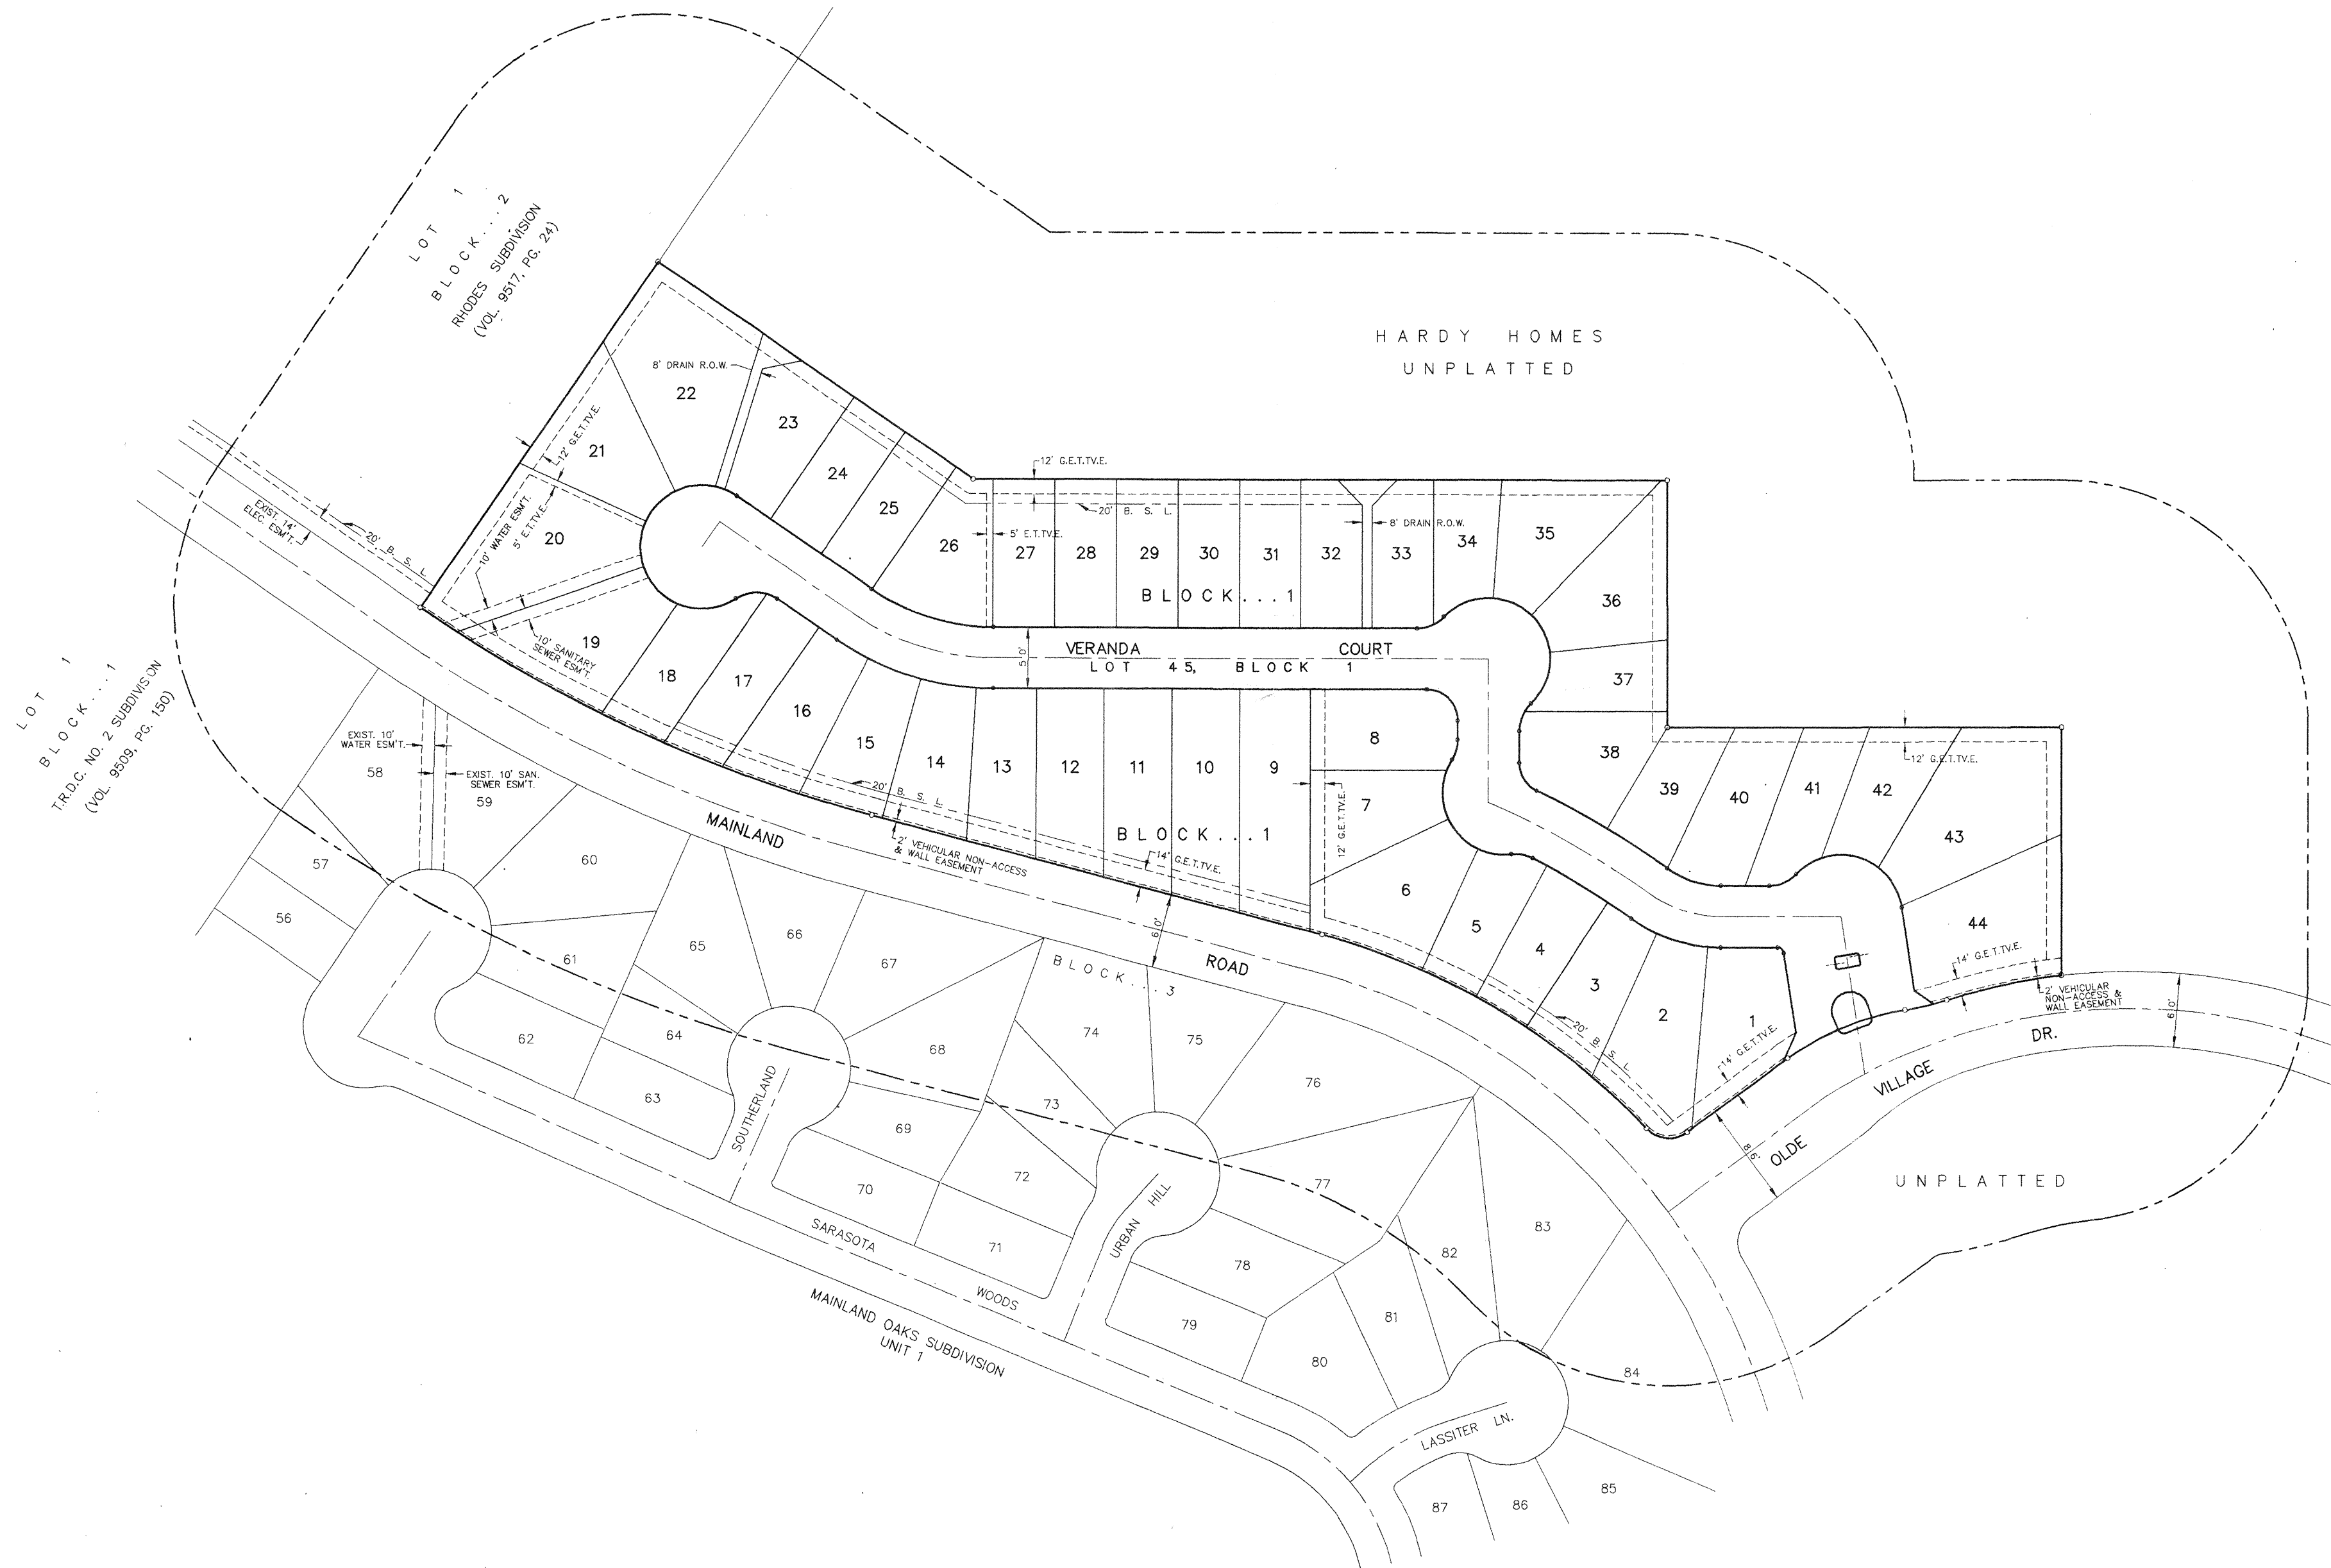 LOT 1
BLOCK...2
RHODES SUBDIVISION
(VOL. 9517, PG. 24)
HARDY HOMES
UNPLATTED
8' DRAIN R.O.W.
22
23
21
12' G.E.T.TV.E.
24
25
26
12' G.E.T.TV.E.
20' B. S. L.
5' E.T.TV.E.
8' DRAIN R.O.W.
27
28
29
30
31
32
33
34
35
36
37
38
BLOCK...1
EXIST. 14'
ELEC. ESM'T.
20' B. S. L.
10' WATER ESM'T.
5' E.T.TV.E.
20
19
10' SANITARY
SEWER ESM'T.
18
17
16
15
14
13
12
11
10
9
8
7
6
5
4
3
2
1
50'
VERANDA COURT
LOT 45, BLOCK 1
12' G.E.T.TV.E.
39
40
41
42
43
44
12' G.E.T.TV.E.
14' G.E.T.TV.E.
2' VEHICULAR
NON-ACCESS &
WALL EASEMENT
60'
LOT 1
BLOCK...1
T.R.D.C. NO. 2 SUBDIVISION
(VOL. 9509, PG. 150)
EXIST. 10'
WATER ESM'T.
EXIST. 10' SAN.
SEWER ESM'T.
20' B. S. L.
BLOCK...1
14' G.E.T.TV.E.
2' VEHICULAR NON-ACCESS
& WALL EASEMENT
MAINLAND ROAD
60'
20' B. S. L.
14' G.E.T.TV.E.
86'
OLDE VILLAGE DR.
UNPLATTED
BLOCK...3
56
57
58
59
60
61
62
63
64
65
66
67
68
69
70
71
72
73
74
75
76
77
78
79
80
81
82
83
84
85
86
87
SOUTHERLAND
URBAN HILL
SARASOTA WOODS
LASSITER LN.
MAINLAND OAKS SUBDIVISION
UNIT 1